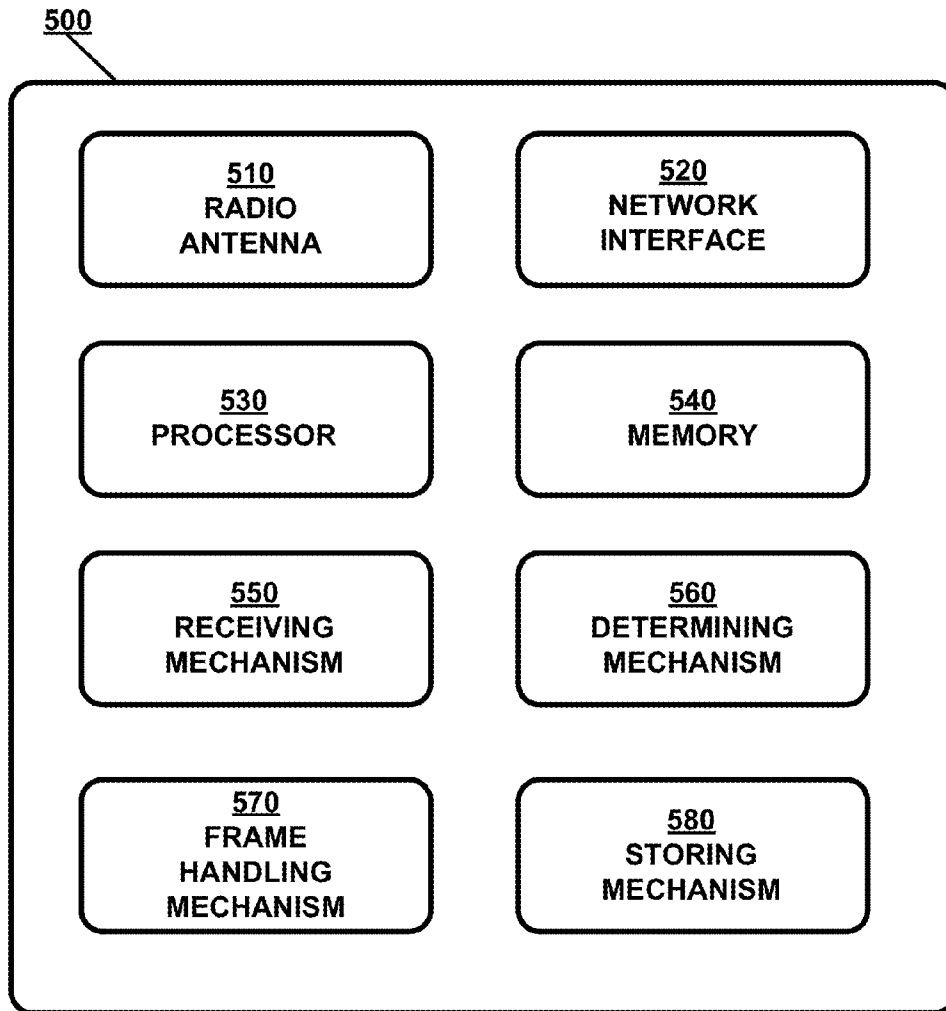 500
510
RADIO
ANTENNA
520
NETWORK
INTERFACE
530
PROCESSOR
540
MEMORY
550
RECEIVING
MECHANISM
560
DETERMINING
MECHANISM
570
FRAME
HANDLING
MECHANISM
580
STORING
MECHANISM